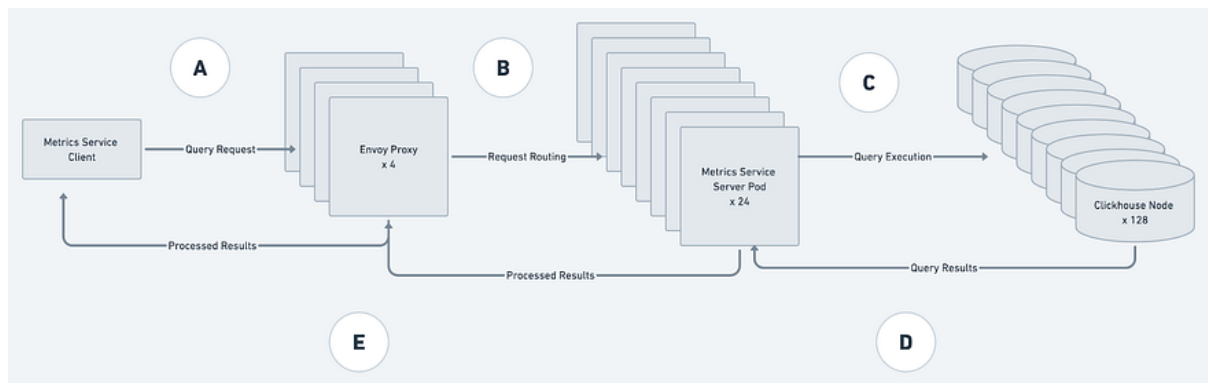 A
B
C
Metrics Service
Client
Query Request
Envoy Proxy
x 4
Request Routing
Metrics Service
Server Pod
x 24
Query Execution
Clickhouse Node
x 128
Processed Results
Processed Results
Query Results
E
D